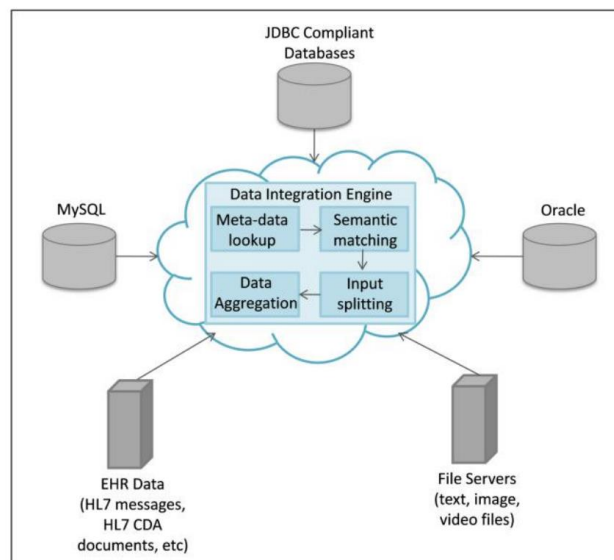 JDBC Compliant
Databases
MySQL
Oracle
Data Integration Engine
Meta-data
lookup
Semantic
matching
Data
Aggregation
Input
splitting
EHR Data
(HL7 messages,
HL7 CDA
documents, etc)
File Servers
(text, image,
video files)